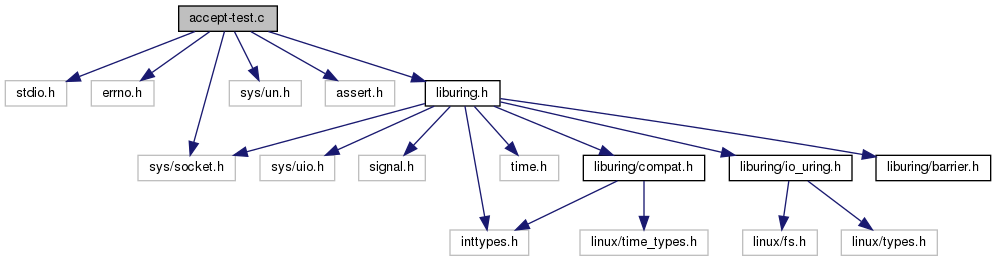 accept-test.c
stdio.h
errno.h
sys/un.h
assert.h
liburing.h
sys/socket.h
sys/uio.h
signal.h
time.h
liburing/compat.h
liburing/io_uring.h
liburing/barrier.h
inttypes.h
linux/time_types.h
linux/fs.h
linux/types.h